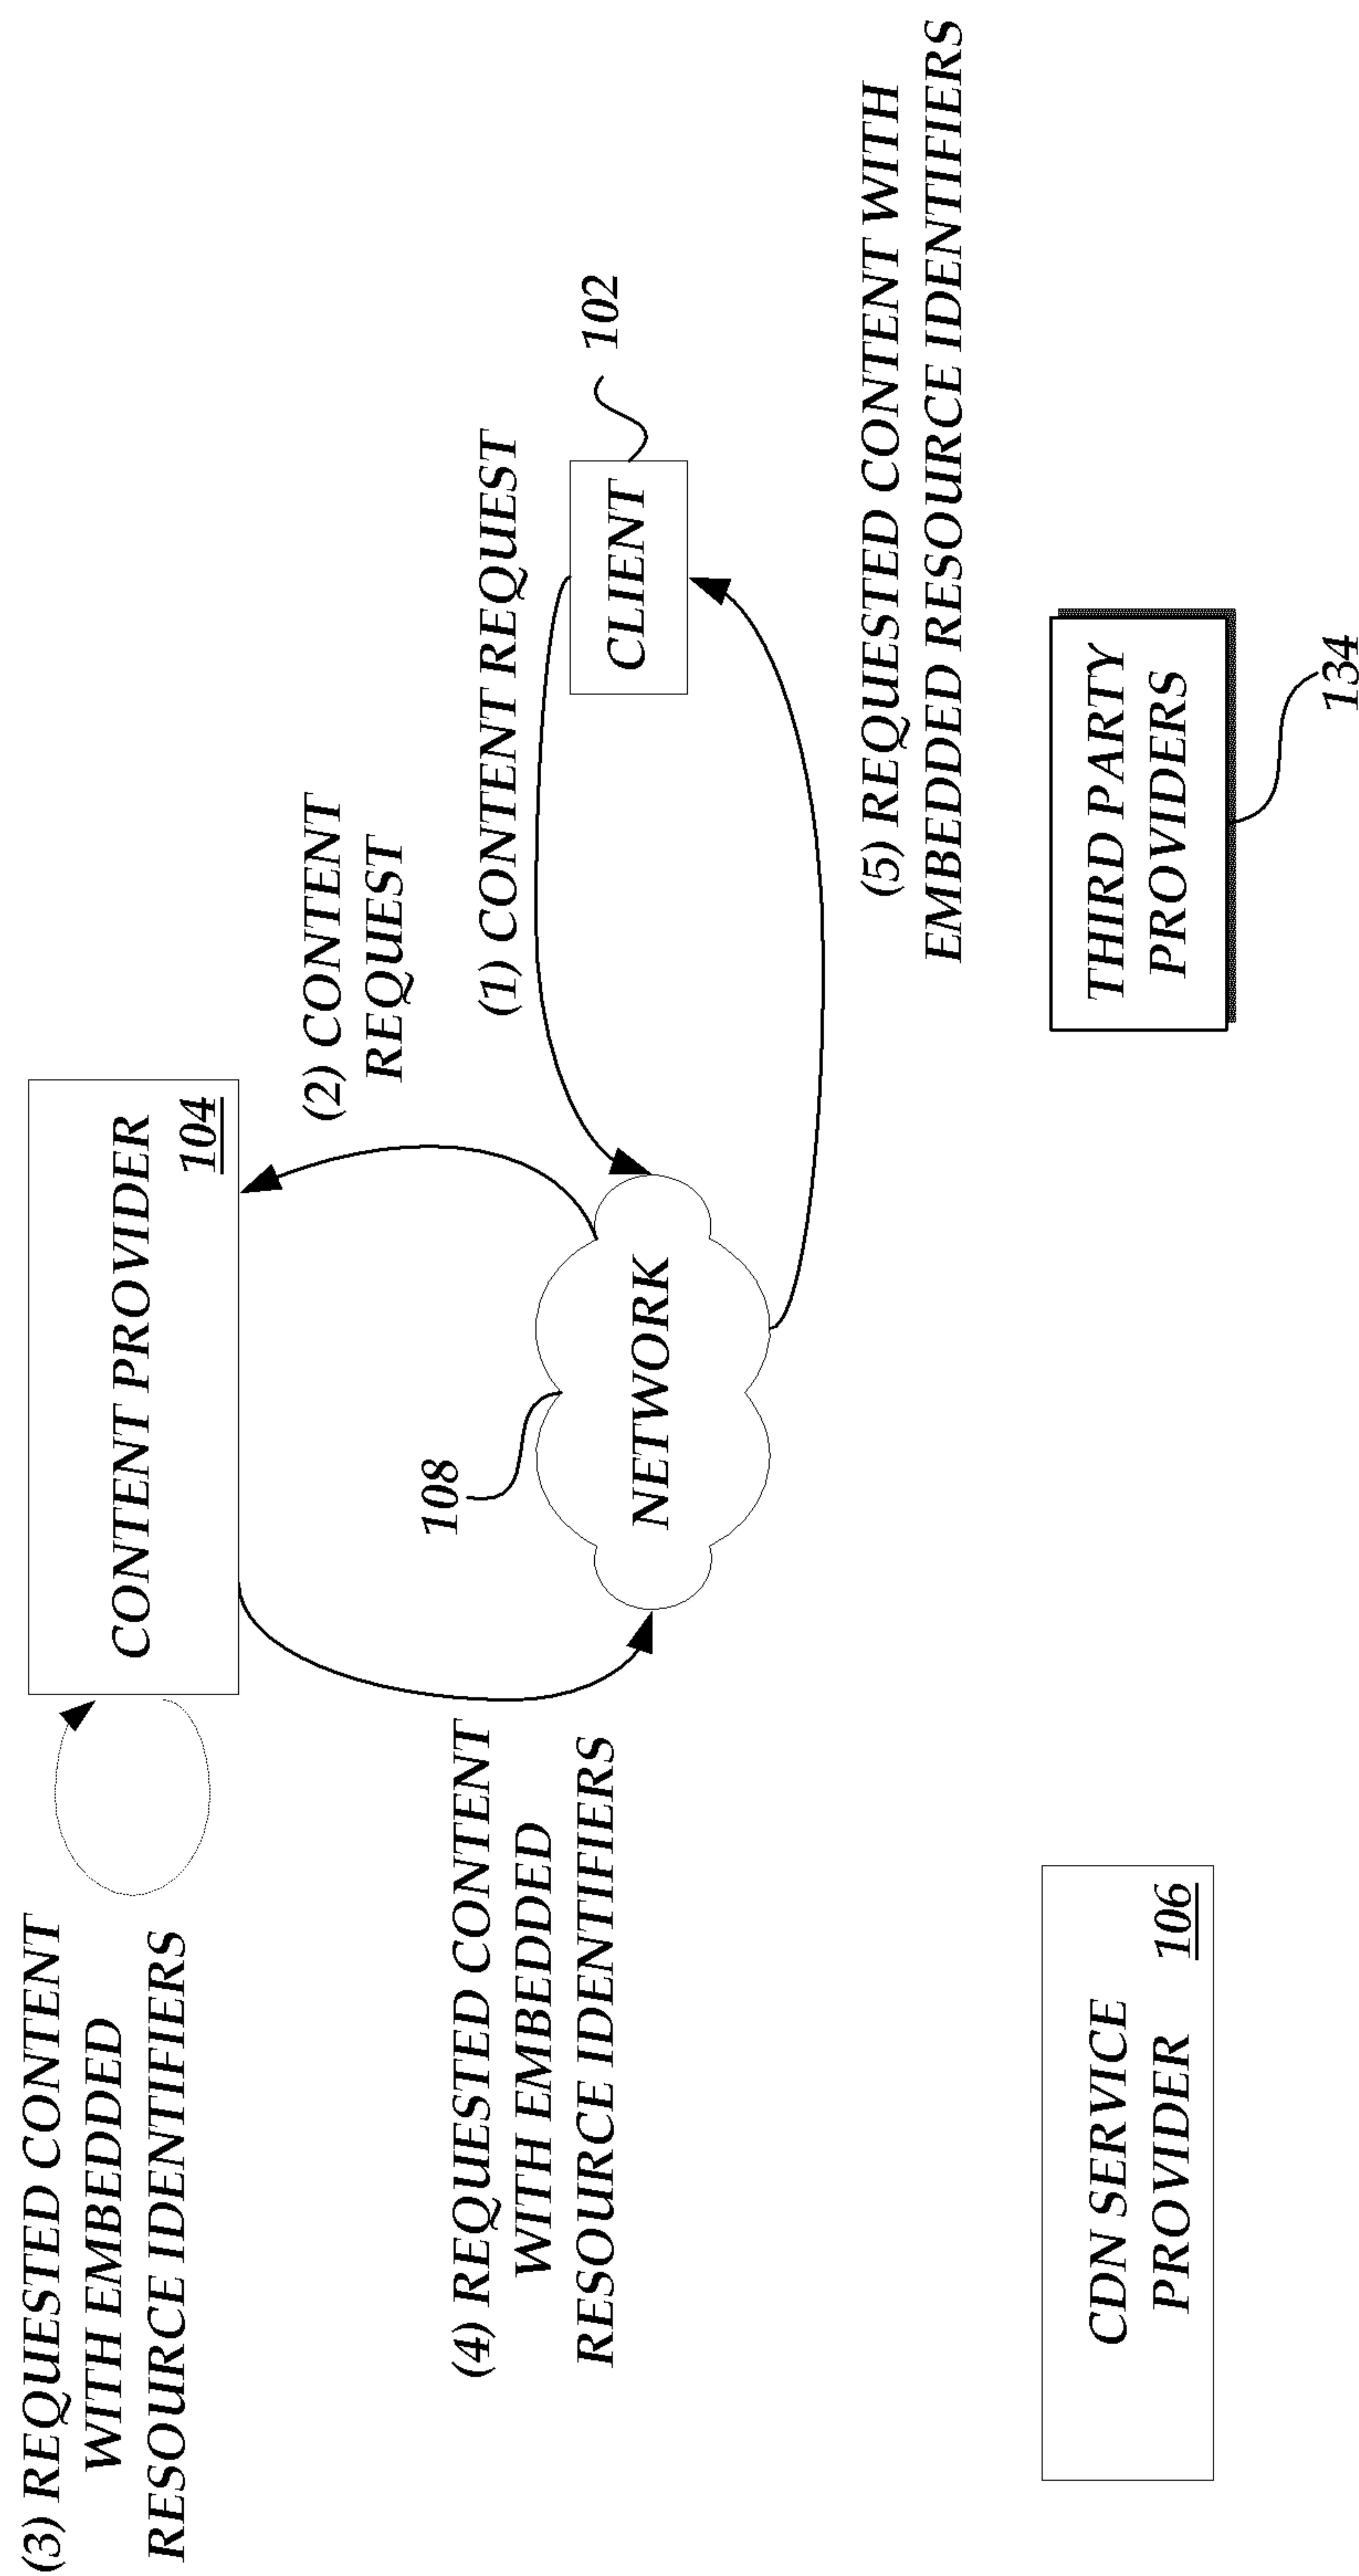 (3) REQUESTED CONTENT
WITH EMBEDDED
RESOURCE IDENTIFIERS
CONTENT PROVIDER
104
(2) CONTENT
REQUEST
(4) REQUESTED CONTENT
WITH EMBEDDED
RESOURCE IDENTIFIERS
108
NETWORK
(1) CONTENT REQUEST
CLIENT
102
(5) REQUESTED CONTENT WITH
EMBEDDED RESOURCE IDENTIFIERS
CDN SERVICE
PROVIDER
106
THIRD PARTY
PROVIDERS
134